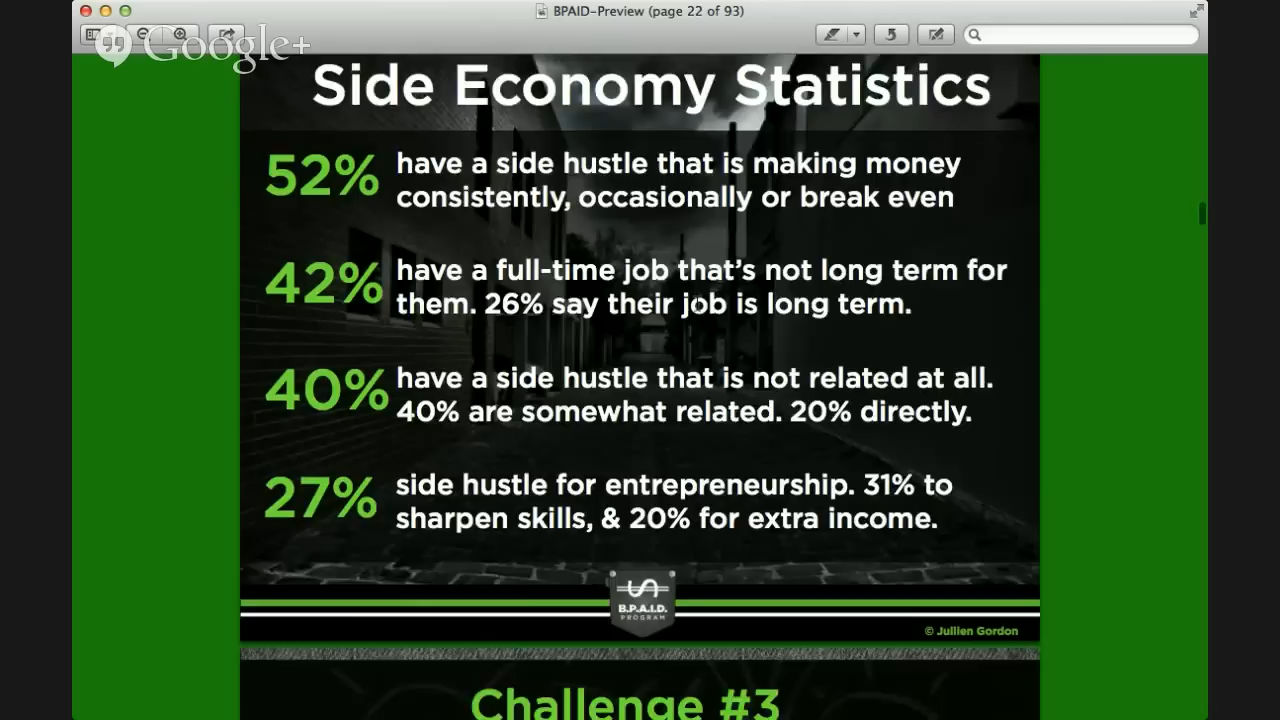 BPAID-Preview (page 22 of 93)
Google+
Side Economy Statistics
52% have a side hustle that is making money
consistently, occasionally or break even
42% have a full-time job that's not long term for
them. 26% say their job is long term.
40% have a side hustle that is not related at all.
40% are somewhat related. 20% directly.
27% side hustle for entrepreneurship. 31% to
sharpen skills, & 20% for extra income.
B.P.A.I.D.
PROGRAM
© Jullien Gordon
Challenge #3